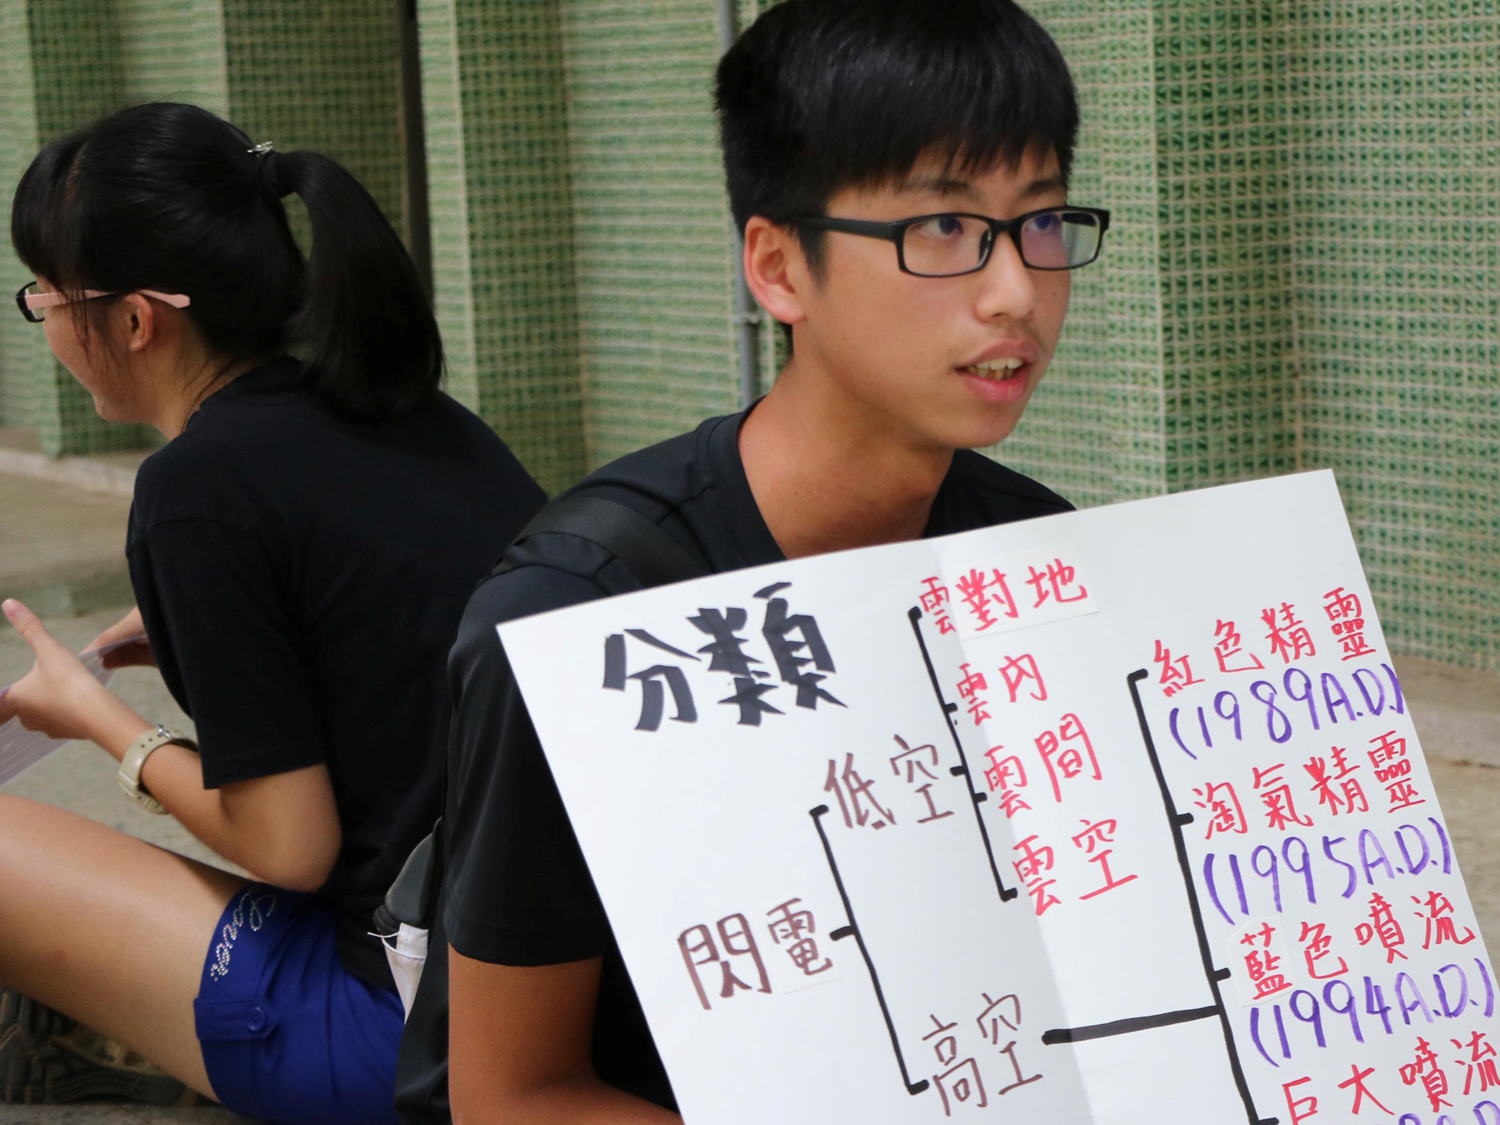 分類
閃電
低空
雲對地
雲內
雲間
雲空
高空
紅色精靈
(1989A.D.)
淘氣精靈
(1995A.D.)
藍色噴流
(1994A.D.)
巨大噴流